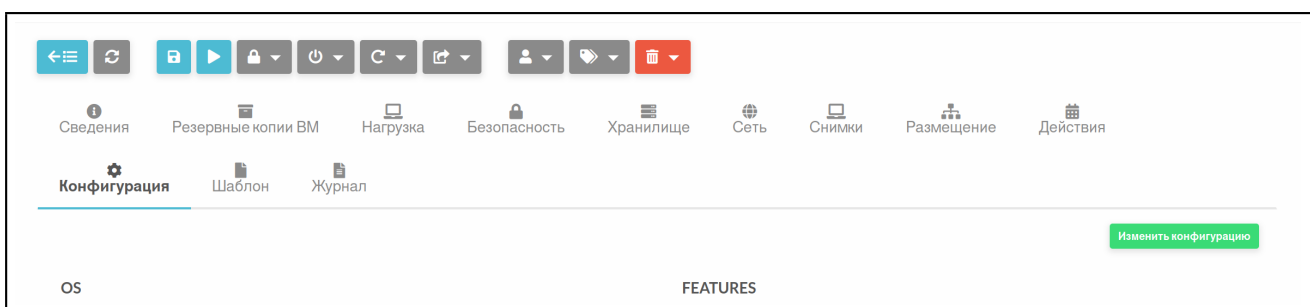 Сведения Резервные копии ВМ Нагрузка Безопасность Хранилище Сеть Снимки Размещение Действия
Конфигурация Шаблон Журнал
Изменить конфигурацию
OS FEATURES